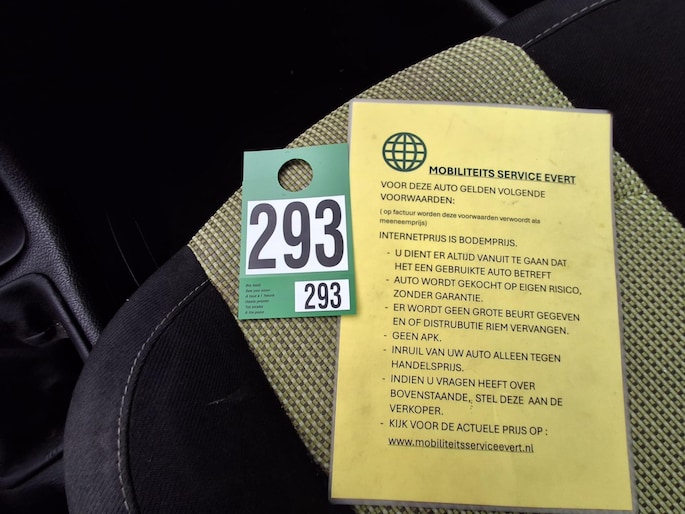 293
293
MOBILITEITS SERVICE EVERT
VOOR DEZE AUTO GELDEN VOLGENDE
VOORWAARDEN:
( op factuur worden deze voorwaarden verwoordt als
meeneemprijs)
INTERNETPRIJS IS BODEMPRIJS.
- U DIENT ER ALTIJD VANUIT TE GAAN DAT
HET EEN GEBRUIKTE AUTO BETREFT
- AUTO WORDT GEKOCHT OP EIGEN RISICO,
ZONDER GARANTIE.
- ER WORDT GEEN GROTE BEURT GEGEVEN
EN OF DISTRUBUTIE RIEM VERVANGEN.
- GEEN APK.
- INRUIL VAN UW AUTO ALLEEN TEGEN
HANDELSPRIJS.
- INDIEN U VRAGEN HEEFT OVER
BOVENSTAANDE, STEL DEZE AAN DE
VERKOPER.
- KIJK VOOR DE ACTUELE PRIJS OP :
www.mobiliteitsserviceevert.nl